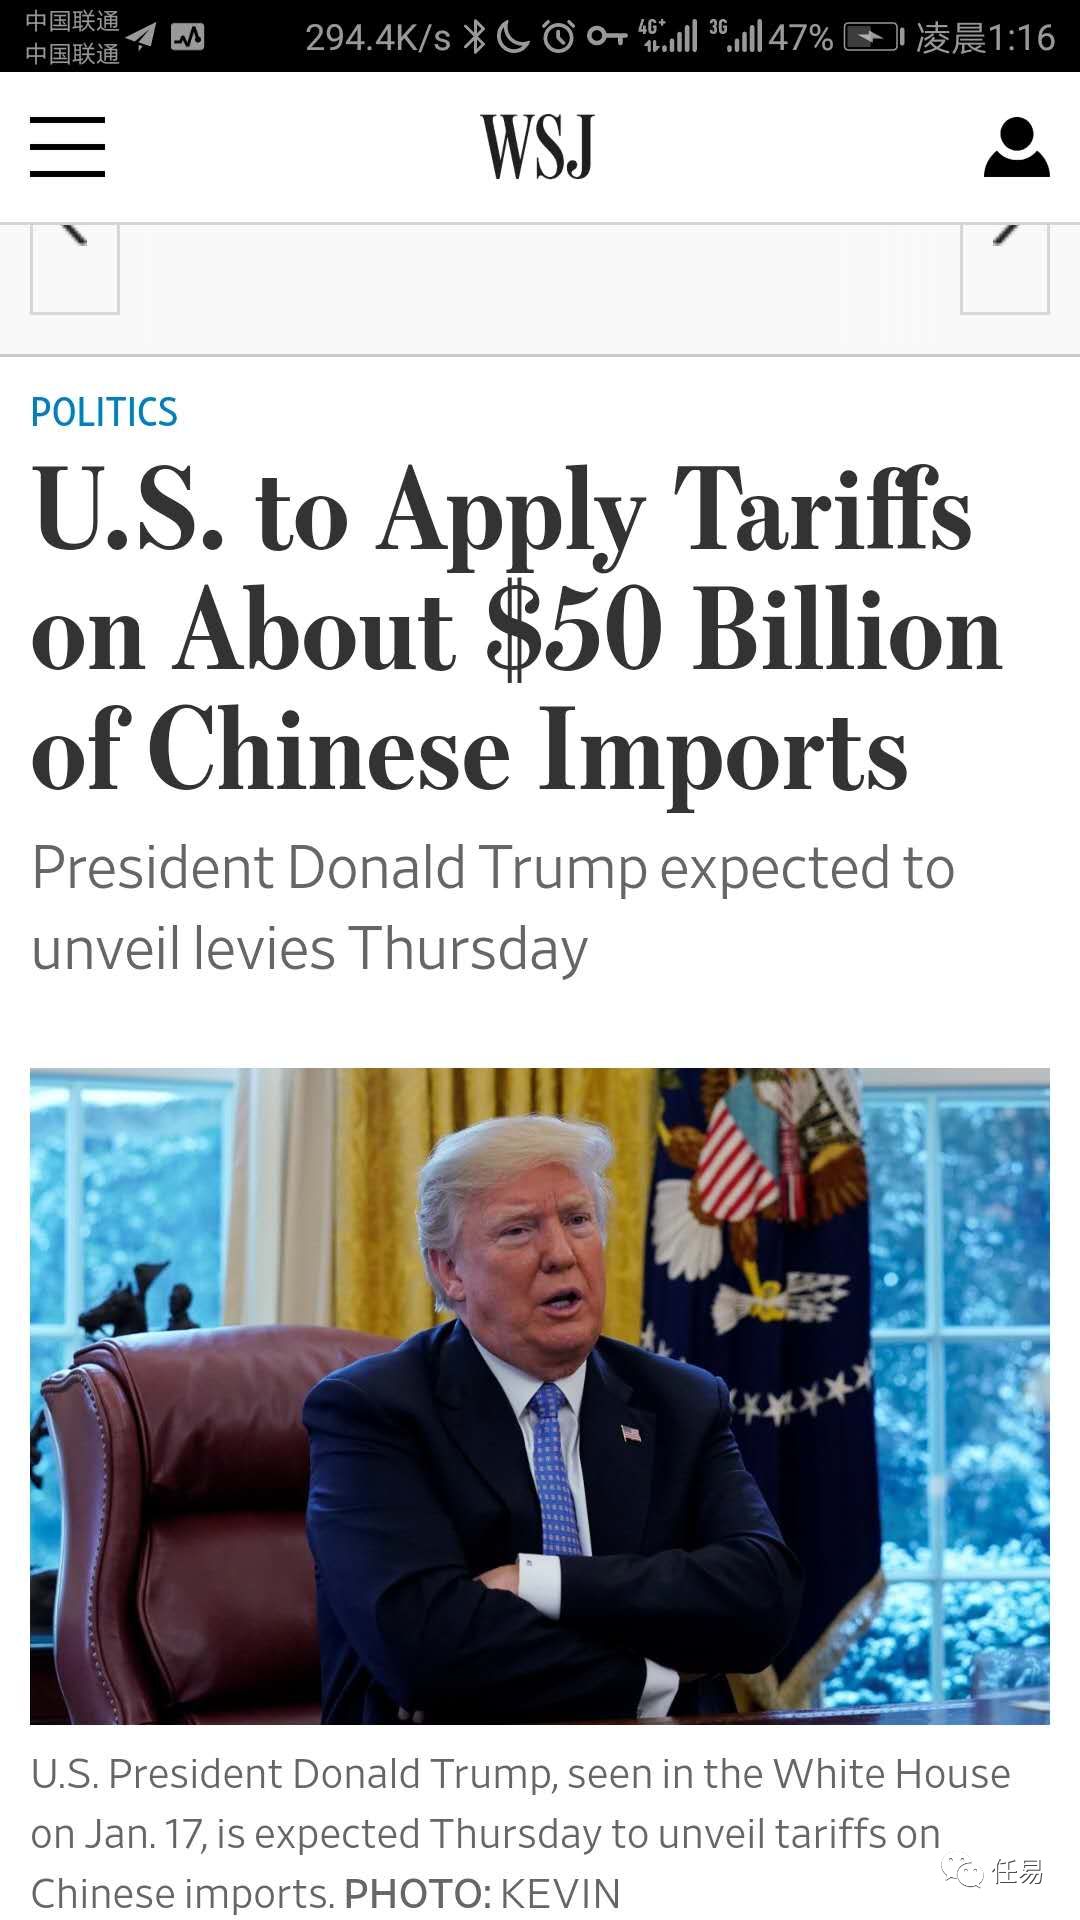 中国联通
中国联通
294.4K/s 4G+ 3G 47% 凌晨1:16
WSJ
POLITICS
U.S. to Apply Tariffs
on About $50 Billion
of Chinese Imports
President Donald Trump expected to
unveil levies Thursday
U.S. President Donald Trump, seen in the White House
on Jan. 17, is expected Thursday to unveil tariffs on
Chinese imports. PHOTO: KEVIN
任易